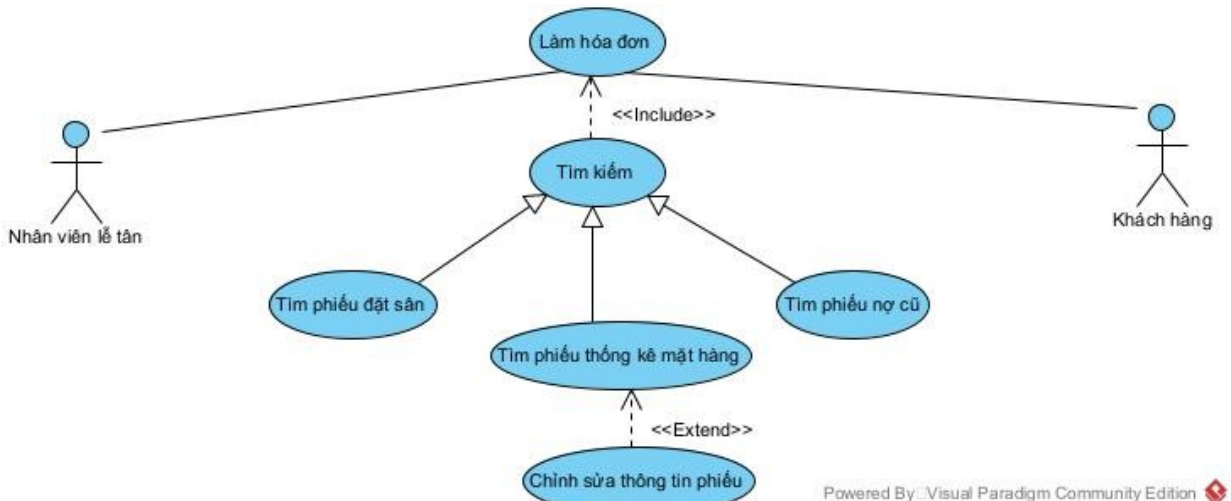 Làm hóa đơn
<<Include>>
Tìm kiếm
Nhân viên lễ tân
Khách hàng
Tìm phiếu đặt sân
Tìm phiếu nợ cũ
Tìm phiếu thống kê mặt hàng
<<Extend>>
Chỉnh sửa thông tin phiếu
Powered By Visual Paradigm Community Edition